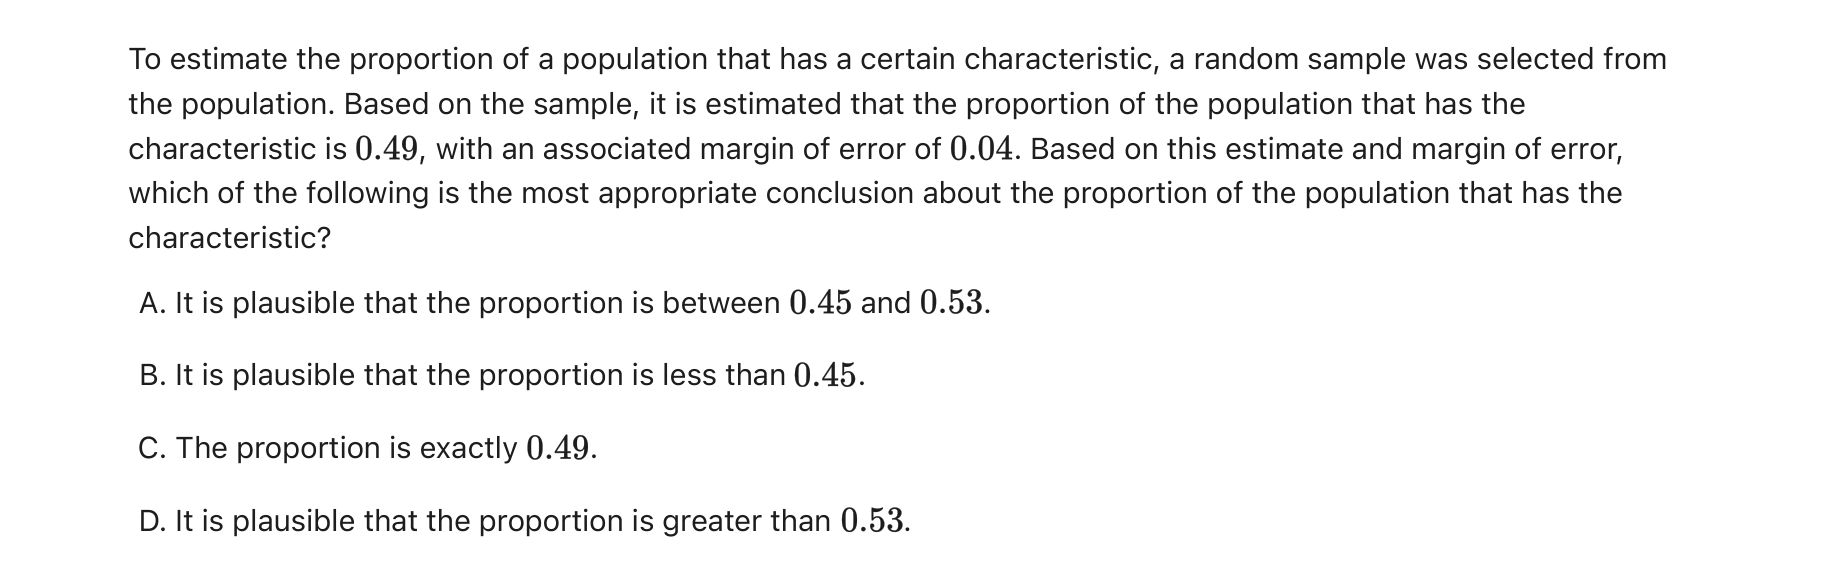 To estimate the proportion of a population that has a certain characteristic, a random sample was selected from
the population. Based on the sample, it is estimated that the proportion of the population that has the
characteristic is 0.49, with an associated margin of error of 0.04. Based on this estimate and margin of error,
which of the following is the most appropriate conclusion about the proportion of the population that has the
characteristic?
A. It is plausible that the proportion is between 0.45 and 0.53.
B. It is plausible that the proportion is less than 0.45.
C. The proportion is exactly 0.49.
D. It is plausible that the proportion is greater than 0.53.